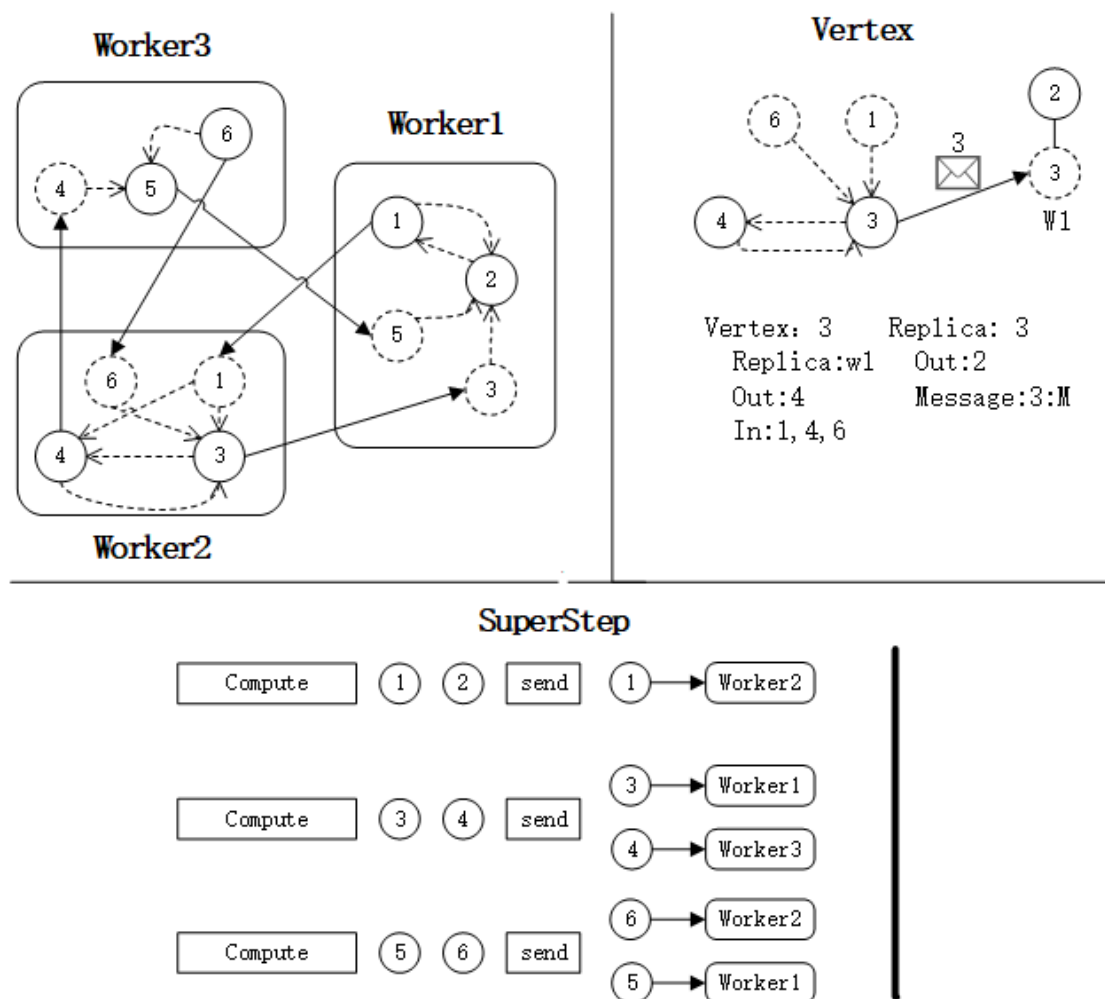 Worker3
6
4
5
Worker1
1
2
5
3
6
1
4
3
Worker2
Vertex
2
6
1
3
3
4
3
W1
Vertex: 3 Replica: 3
Replica:w1 Out:2
Out:4 Message:3:M
In:1,4,6
SuperStep
Compute 1 2 send 1 Worker2
3 Worker1
Compute 3 4 send
4 Worker3
6 Worker2
Compute 5 6 send
5 Worker1